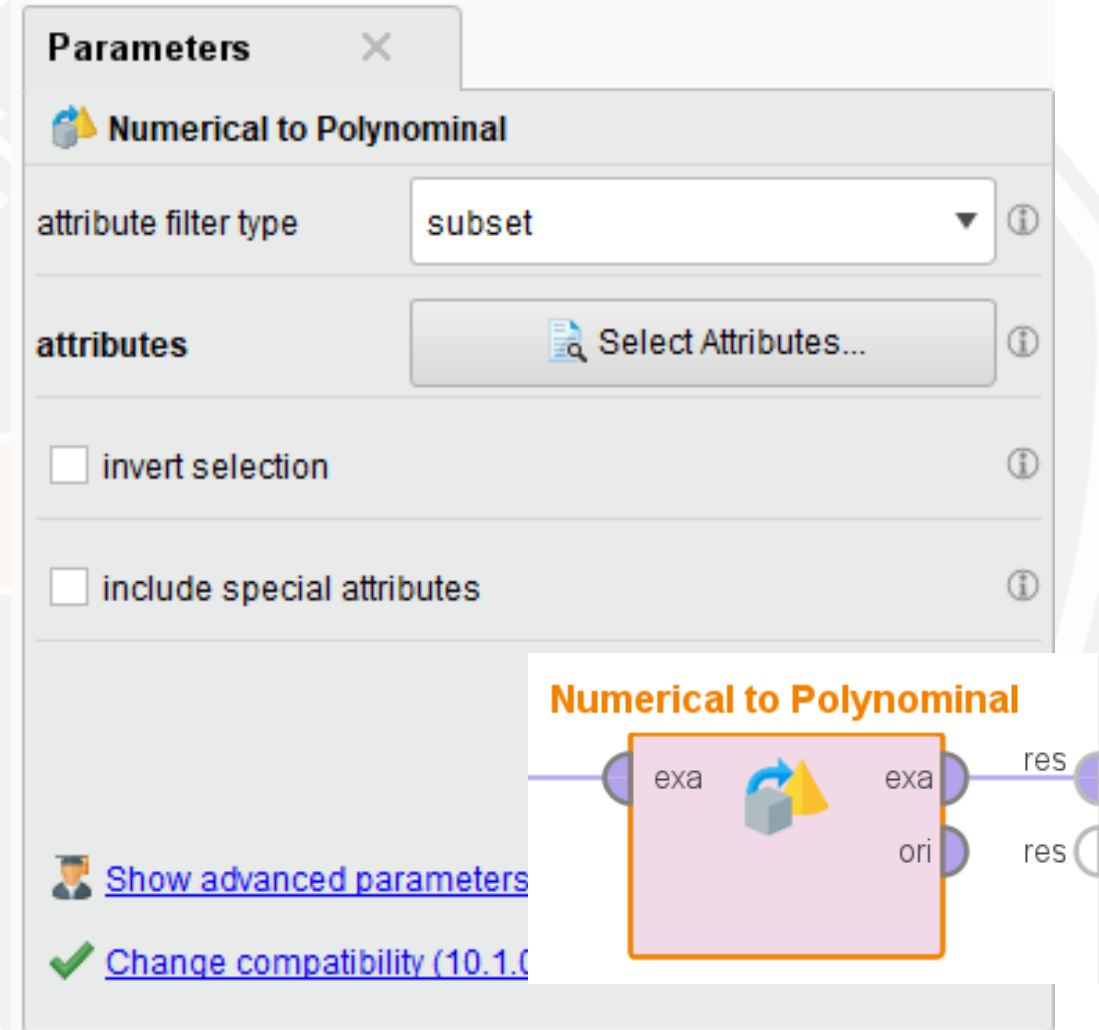 Parameters
Numerical to Polynominal
attribute filter type subset
attributes Select Attributes...
invert selection
include special attributes
Numerical to Polynominal
exa exa res
ori res
Show advanced parameters
Change compatibility (10.1.0